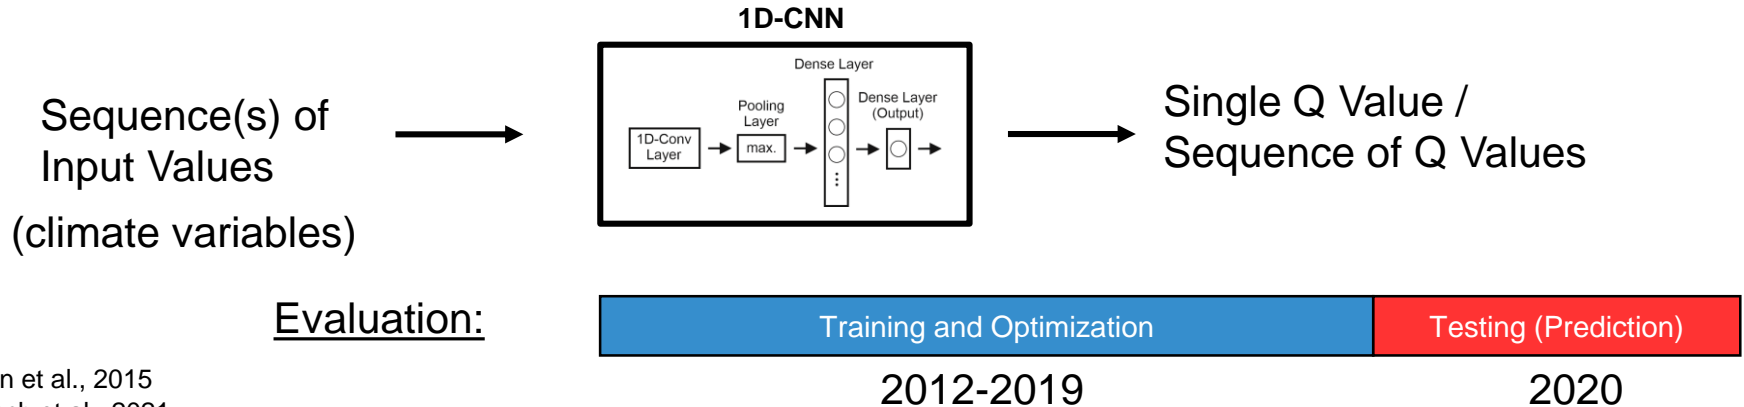 1D-CNN
Sequence(s) of
Input Values
(climate variables)
1D-Conv
Layer
Pooling
Layer
max.
Dense Layer
Dense Layer
(Output)
Single Q Value /
Sequence of Q Values
Evaluation:
Training and Optimization
Testing (Prediction)
2012-2019
2020
et al., 2015